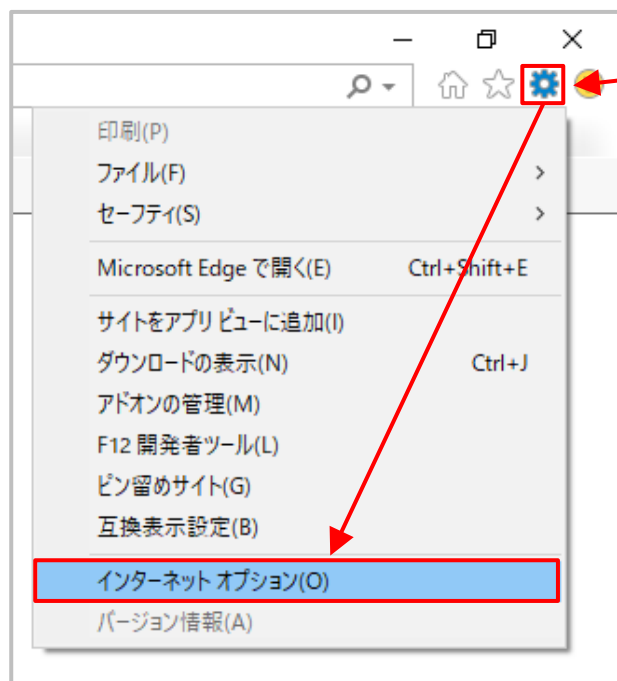 印刷(P)
ファイル(F)
セーフティ(S)
Microsoft Edge で開く(E) Ctrl+Shift+E
サイトをアプリ ビューに追加(I)
ダウンロードの表示(N) Ctrl+J
アドオンの管理(M)
F12 開発者ツール(L)
ピン留めサイト(G)
互換表示設定(B)
インターネット オプション(O)
バージョン情報(A)